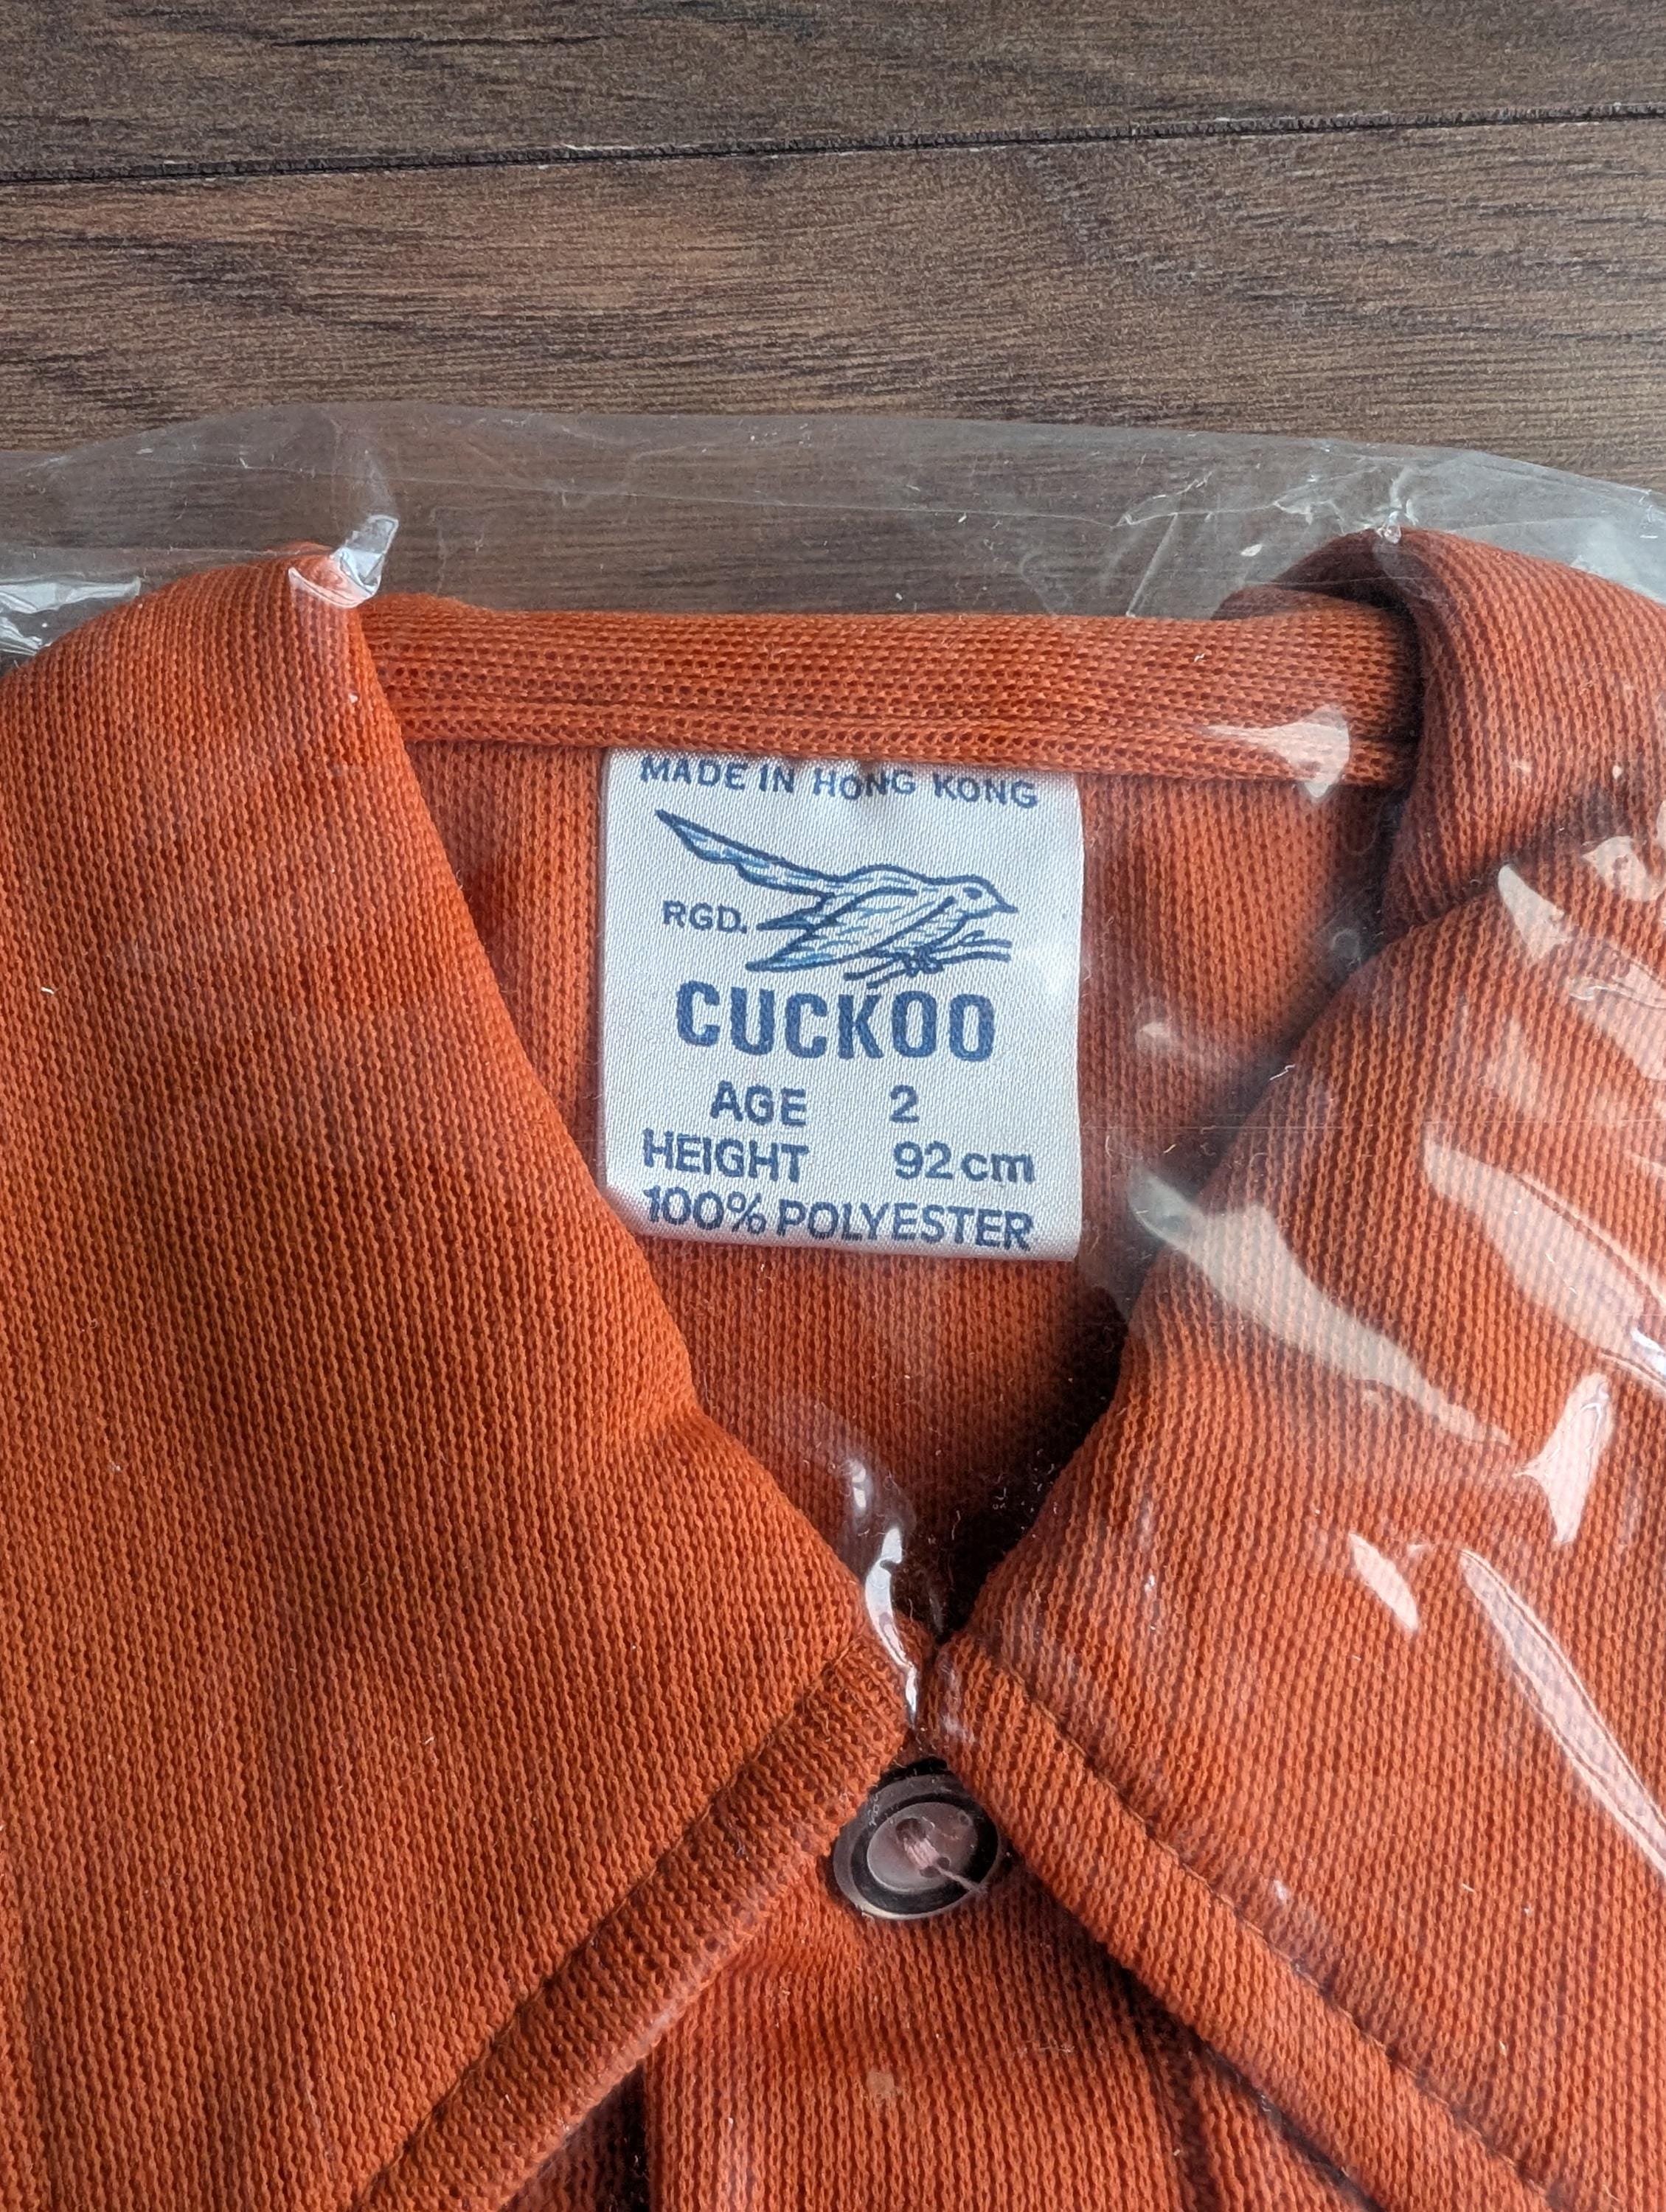 MADE IN HONG KONG
RGD.
CUCKOO
AGE 2
HEIGHT 92cm
100% POLYESTER